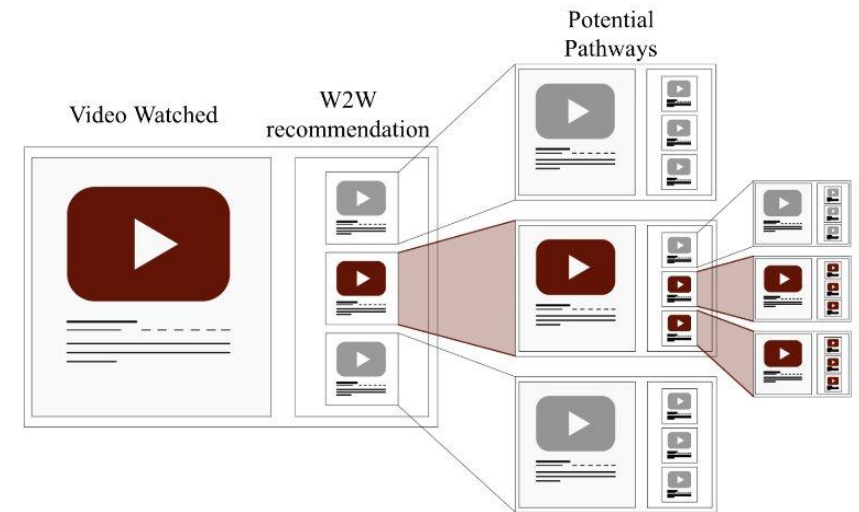 Potential
Pathways
Video Watched
W2W
recommendation